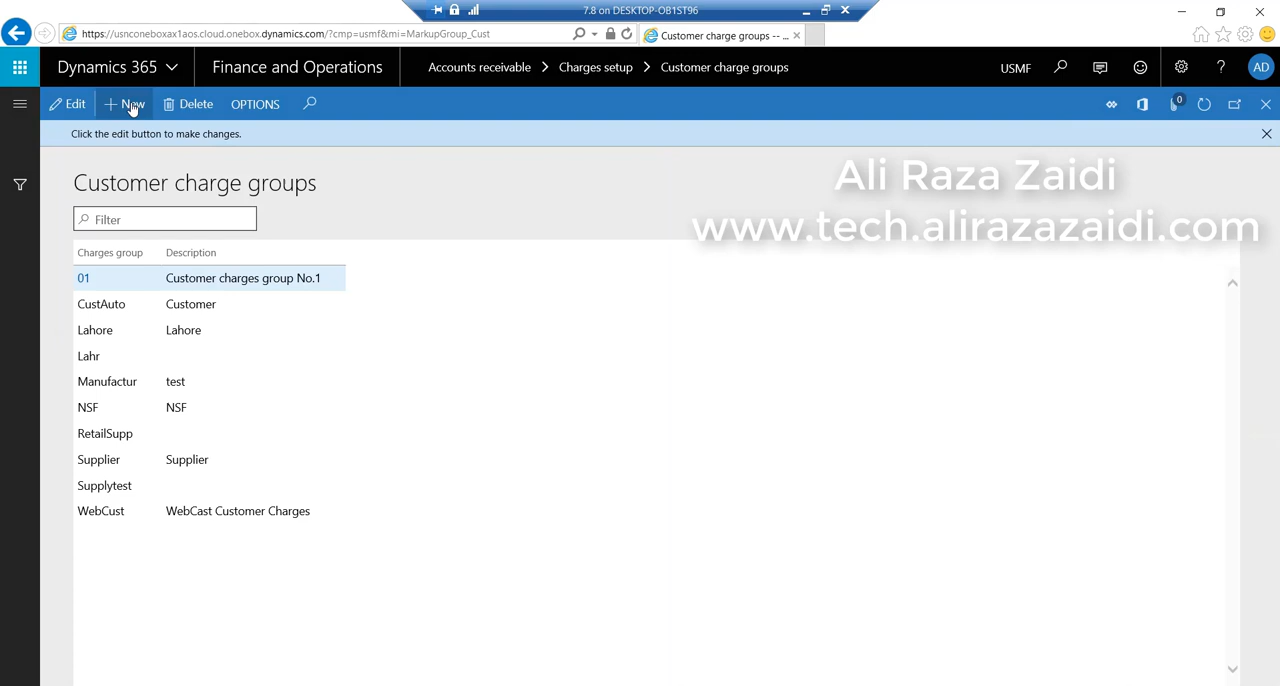 7.8 on DESKTOP-OB1ST96
https://usnconeboxax1aos.cloud.onebox.dynamics.com/?cmp=usmf&mi=MarkupGroup_Cust
Customer charge groups -- ...
Dynamics 365
Finance and Operations
Accounts receivable > Charges setup > Customer charge groups
USMF
? AD
Edit
+ New
Delete
OPTIONS
0
Click the edit button to make changes.
Customer charge groups
Filter
Ali Raza Zaidi
www.tech.alirazazaidi.com
Charges group Description
01 Customer charges group No.1
CustAuto Customer
Lahore Lahore
Lahr
Manufactur test
NSF NSF
RetailSupp
Supplier Supplier
Supplytest
WebCust WebCast Customer Charges